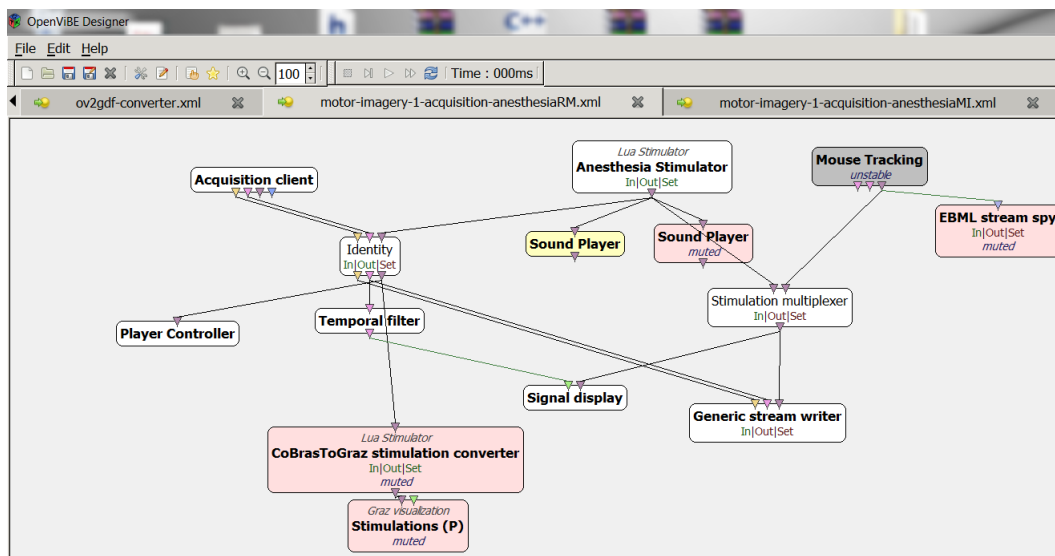 OpenViBE Designer
h C++
File Edit Help
100 Time : 000ms
ov2gdf-converter.xml motor-imagery-1-acquisition-anesthesiaRM.xml motor-imagery-1-acquisition-anesthesiaMI.xml
Lua Stimulator
Anesthesia Stimulator
In|Out|Set
Mouse Tracking
unstable
Acquisition client
EBML stream spy
In|Out|Set
muted
Sound Player
Sound Player
muted
Identity
In|Out|Set
Stimulation multiplexer
In|Out|Set
Player Controller
Temporal filter
Signal display
Generic stream writer
In|Out|Set
Lua Stimulator
CoBrasToGraz stimulation converter
In|Out|Set
muted
Graz visualization
Stimulations (P)
muted